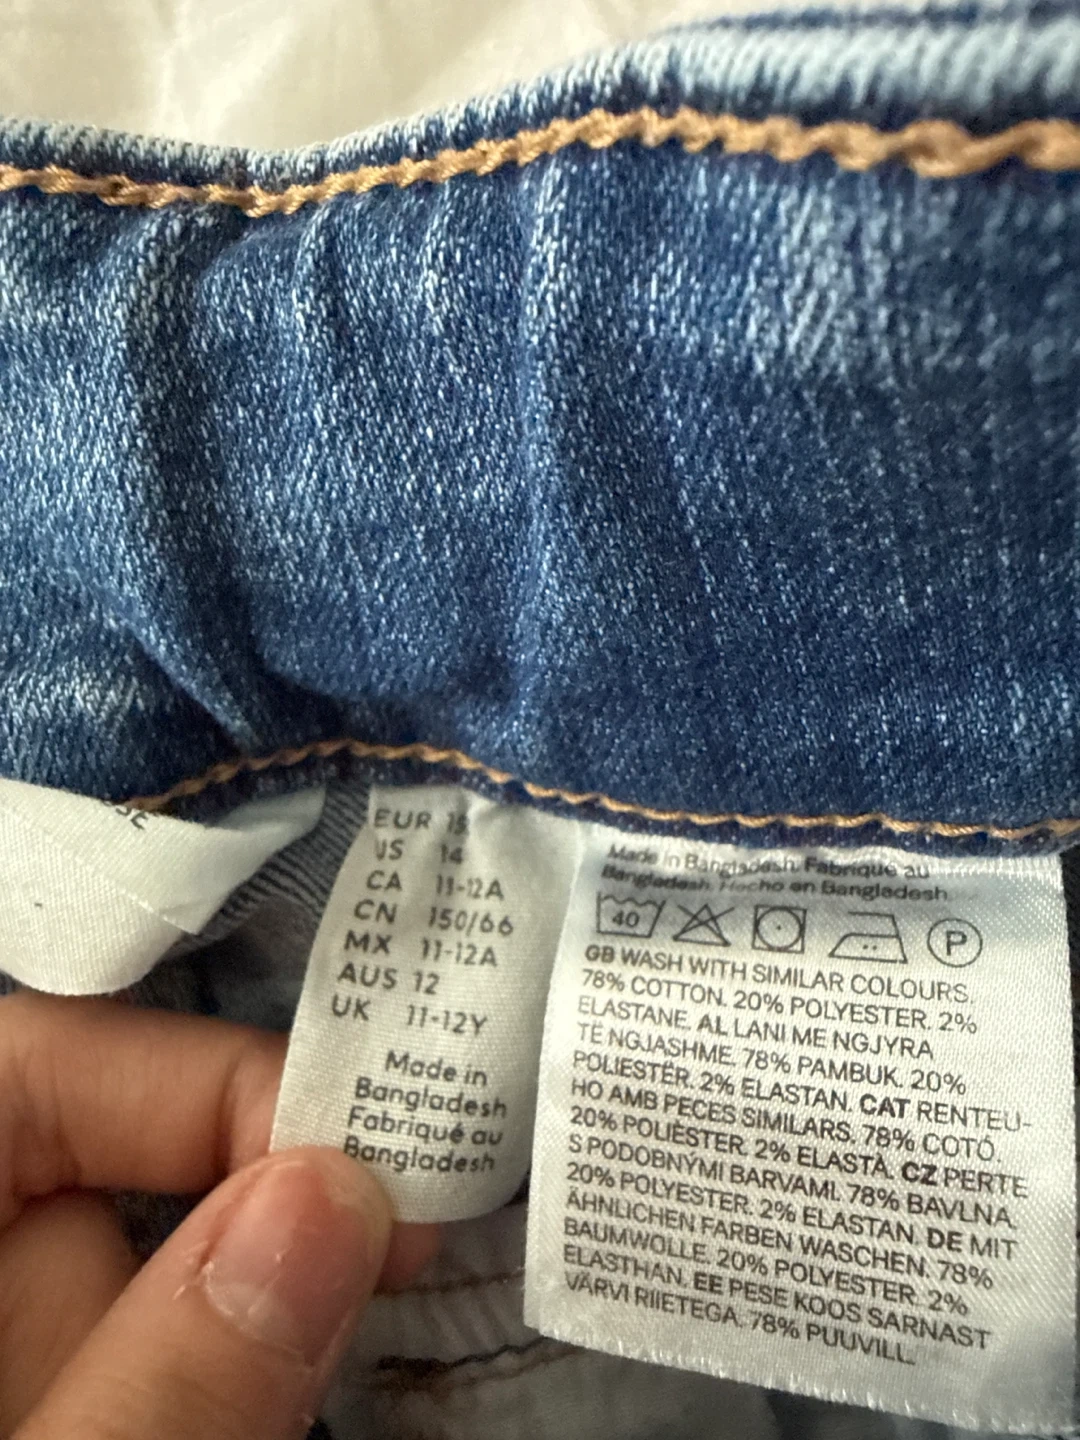 EUR
US 14
CA 11-12A
CN 150/66
MX 11-12A
AUS 12
UK 11-12Y
Made in
Bangladesh
Fabriqué au
Bangladesh
Made in Bangladesh. Fabriqué au
Bangladesh. Hecho en Bangladesh.
40
P
GB WASH WITH SIMILAR COLOURS.
78% COTTON. 20% POLYESTER. 2%
ELASTANE. AL LANI ME NGJYRA
TË NGJASHME. 78% PAMBUK. 20%
POLIESTËR. 2% ELASTAN. CAT RENTEU-
HO AMB PECES SIMILARS. 78% COTÓ.
20% POLIÈSTER. 2% ELASTÀ. CZ PERTE
S PODOBNÝMI BARVAMI. 78% BAVLNA.
20% POLYESTER. 2% ELASTAN. DE MIT
ÄHNLICHEN FARBEN WASCHEN. 78%
BAUMWOLLE. 20% POLYESTER. 2%
ELASTHAN. EE PESE KOOS SARNAST
VÄRVI RIIETEGA. 78% PUUVILL.